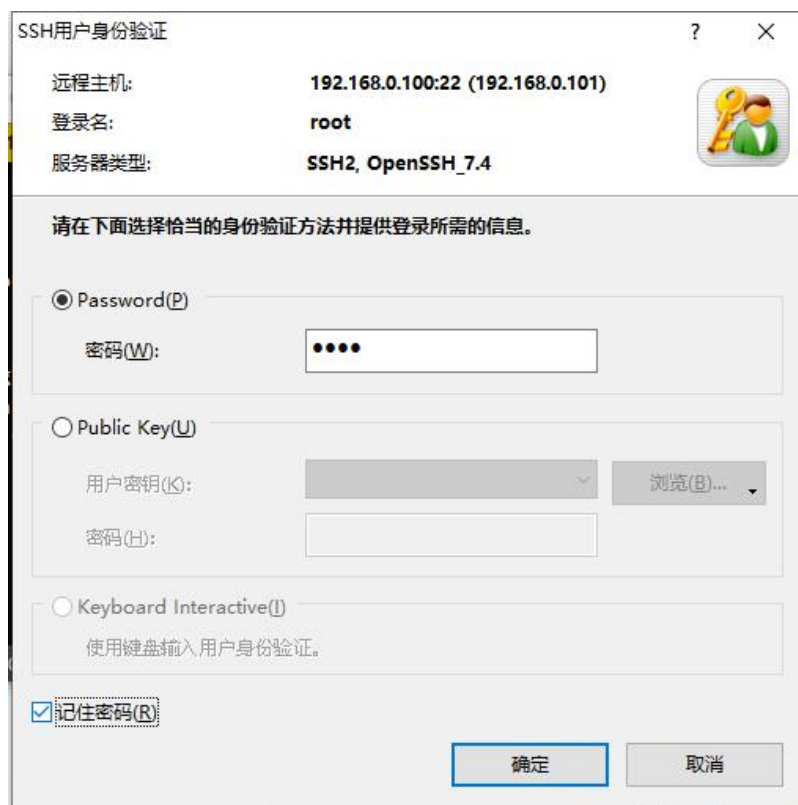 SSH用户身份验证
远程主机: 192.168.0.100:22 (192.168.0.101)
登录名: root
服务器类型: SSH2, OpenSSH_7.4
请在下面选择恰当的身份验证方法并提供登录所需的信息。
Password(P)
密码(W): ●●●●
Public Key(U)
用户密钥(K): 浏览(B)...
密码(H):
Keyboard Interactive(I)
使用键盘输入用户身份验证。
记住密码(R)
确定 取消